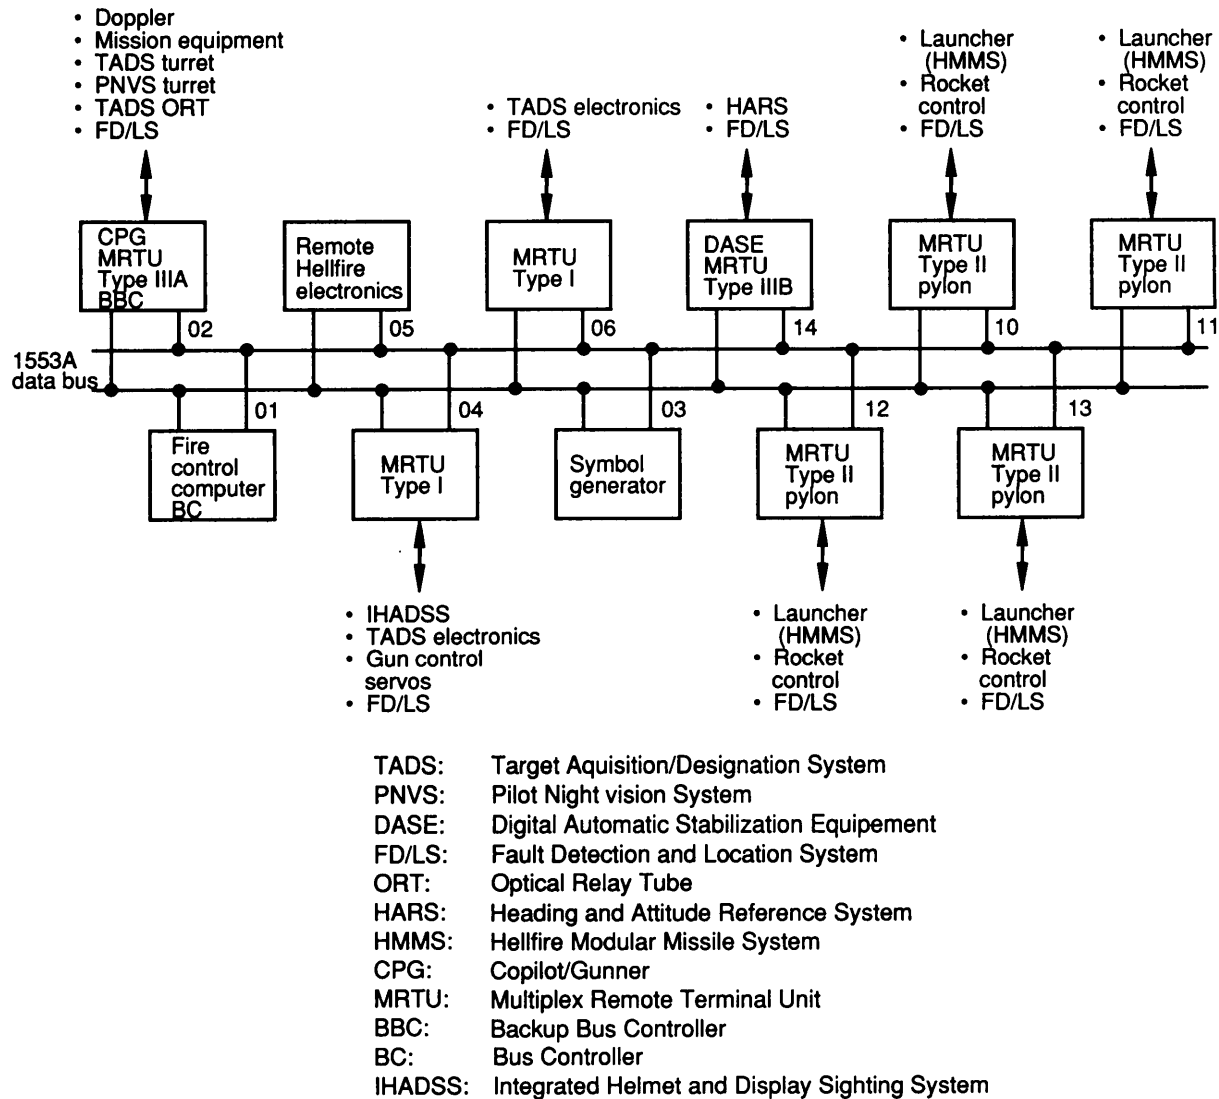 • Doppler
• Mission equipment
• TADS turret
• PNVS turret
• TADS ORT
• FD/LS
• TADS electronics
• FD/LS
• HARS
• FD/LS
• Launcher
(HMMS)
• Rocket
control
• FD/LS
• Launcher
(HMMS)
• Rocket
control
• FD/LS
CPG
MRTU
Type IIIA
BBC
Remote
Hellfire
electronics
MRTU
Type I
DASE
MRTU
Type IIIB
MRTU
Type II
pylon
MRTU
Type II
pylon
02
05
06
14
10
11
1553A
data bus
01
04
03
12
13
Fire
control
computer
BC
MRTU
Type I
Symbol
generator
MRTU
Type II
pylon
MRTU
Type II
pylon
• IHADSS
• TADS electronics
• Gun control
servos
• FD/LS
• Launcher
(HMMS)
• Rocket
control
• FD/LS
• Launcher
(HMMS)
• Rocket
control
• FD/LS
TADS: Target Aquisition/Designation System
PNVS: Pilot Night vision System
DASE: Digital Automatic Stabilization Equipement
FD/LS: Fault Detection and Location System
ORT: Optical Relay Tube
HARS: Heading and Attitude Reference System
HMMS: Hellfire Modular Missile System
CPG: Copilot/Gunner
MRTU: Multiplex Remote Terminal Unit
BBC: Backup Bus Controller
BC: Bus Controller
IHADSS: Integrated Helmet and Display Sighting System